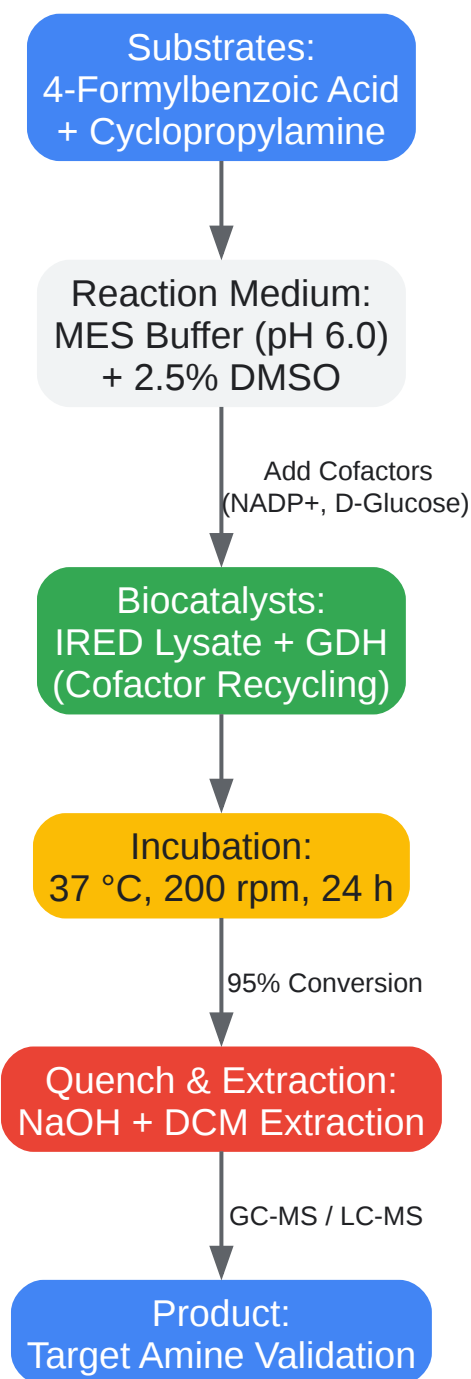 Substrates:
4-Formylbenzoic Acid
+ Cyclopropylamine
Reaction Medium:
MES Buffer (pH 6.0)
+ 2.5% DMSO
Add Cofactors
(NADP+, D-Glucose)
Biocatalysts:
IRED Lysate + GDH
(Cofactor Recycling)
Incubation:
37 °C, 200 rpm, 24 h
95% Conversion
Quench & Extraction:
NaOH + DCM Extraction
GC-MS / LC-MS
Product:
Target Amine Validation